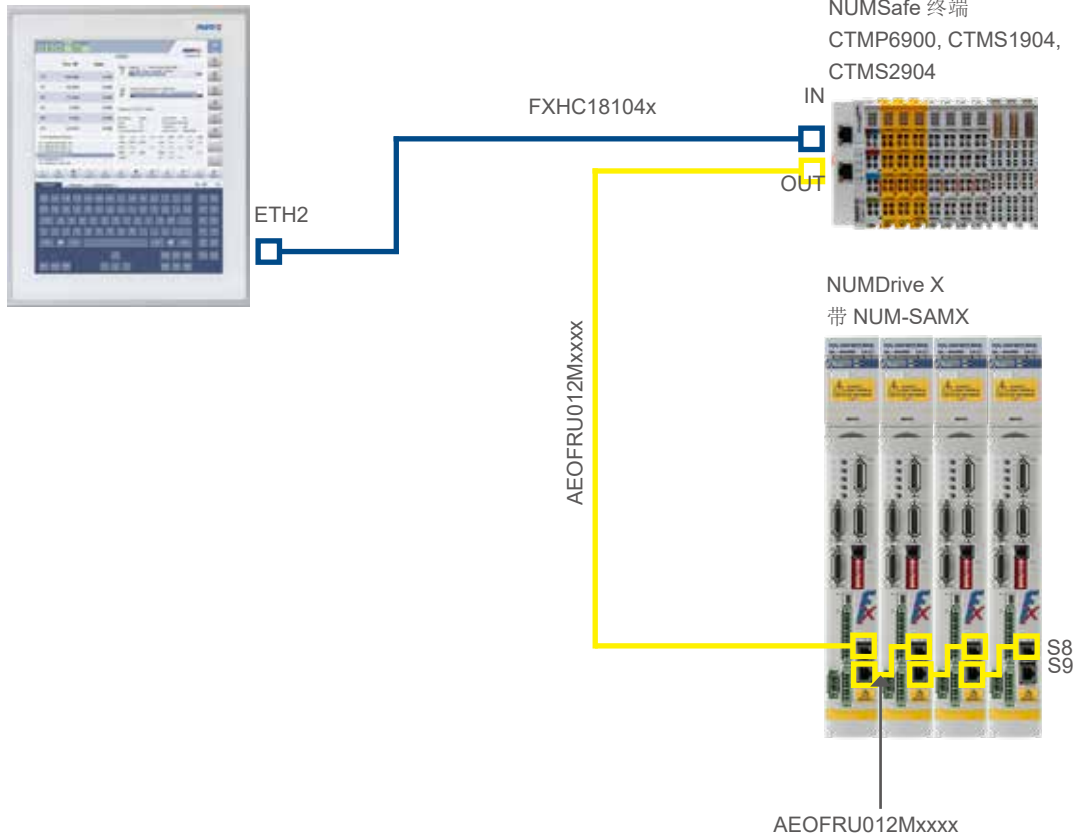 NUMSafe 终端
CTMP6900, CTMS1904,
CTMS2904
IN
FXHC18104x
OUT
ETH2
NUMDrive X
带 NUM-SAMX
AEOFRU012Mxxxx
S8
S9
AEOFRU012Mxxxx